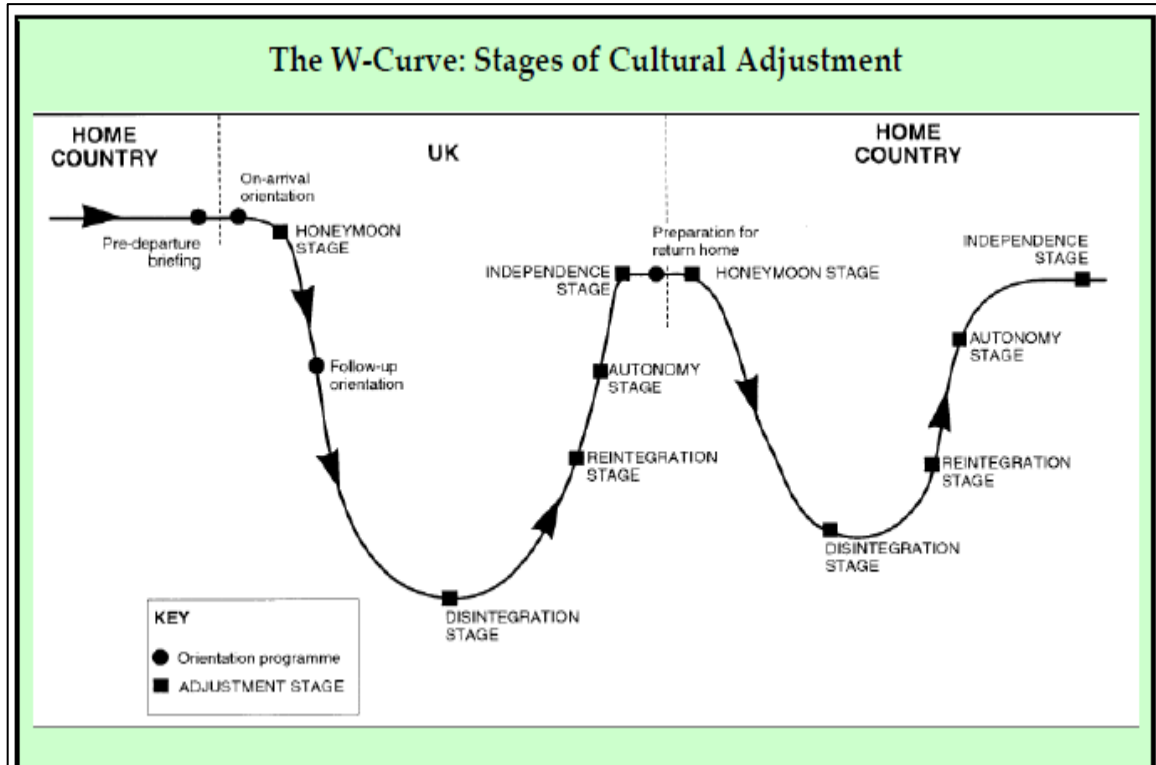 The W-Curve: Stages of Cultural Adjustment
HOME
COUNTRY
UK
HOME
COUNTRY
On-arrival
orientation
Pre-departure
briefing
HONEYMOON
STAGE
Follow-up
orientation
DISINTEGRATION
STAGE
REINTEGRATION
STAGE
AUTONOMY
STAGE
INDEPENDENCE
STAGE
Preparation for
return home
HONEYMOON STAGE
DISINTEGRATION
STAGE
REINTEGRATION
STAGE
AUTONOMY
STAGE
INDEPENDENCE
STAGE
KEY
Orientation programme
ADJUSTMENT STAGE